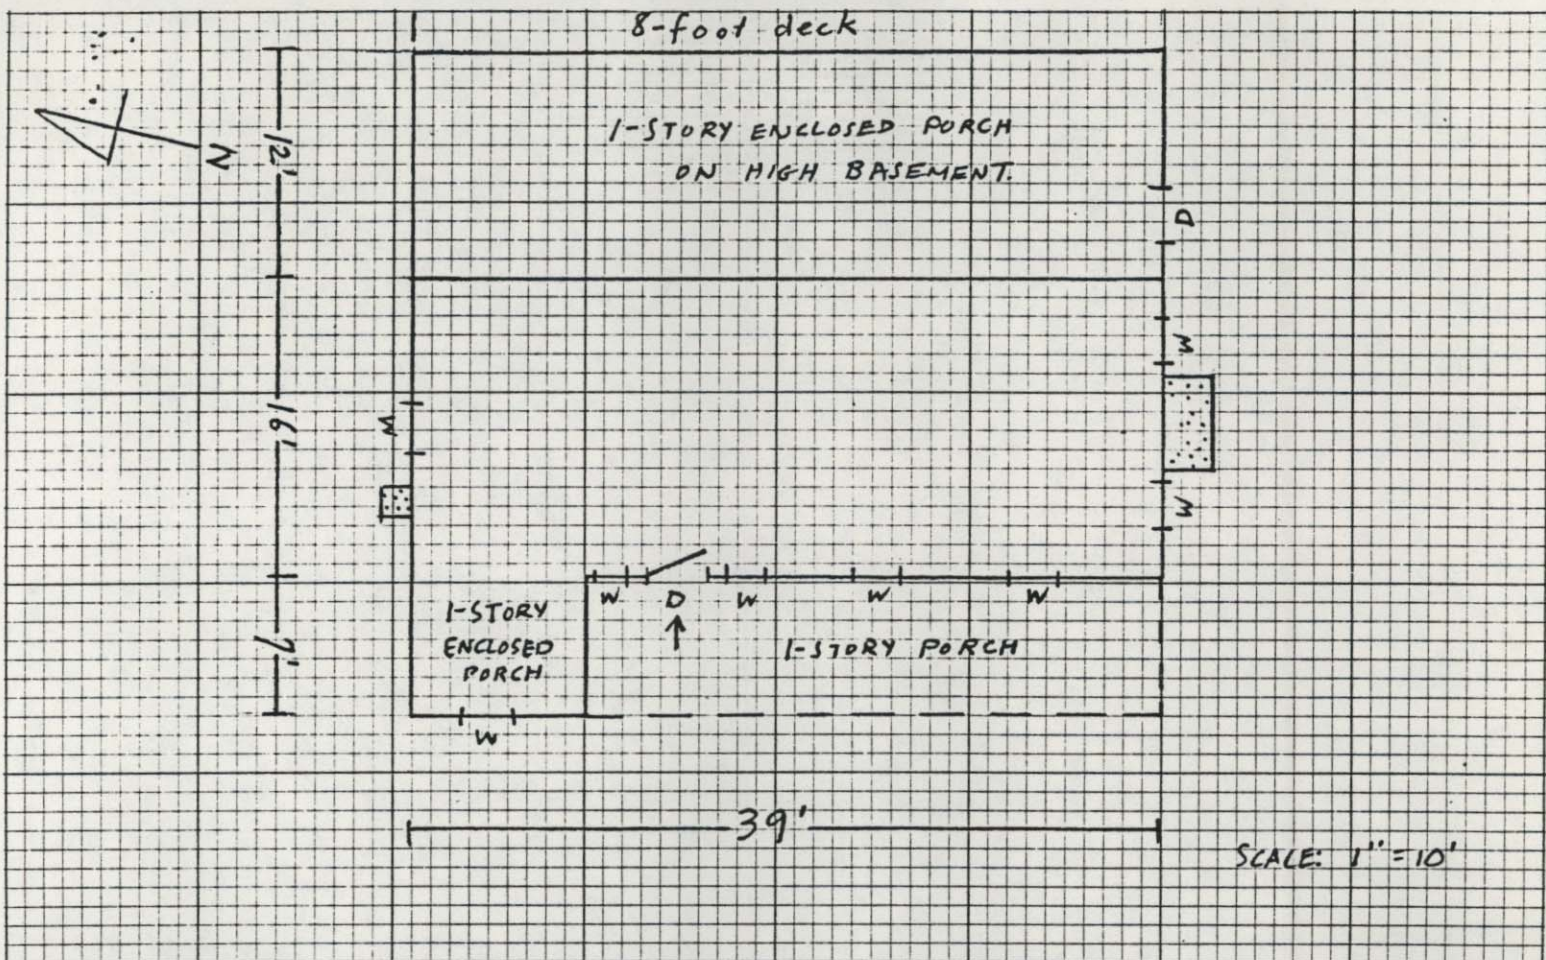 8-foot deck
N
12'
1-STORY ENCLOSED PORCH
ON HIGH BASEMENT.
D
W
16'
W
W
W
D
W
W
W
7'
1-STORY
ENCLOSED
PORCH
1-STORY PORCH
W
39'
SCALE: 1" = 10'